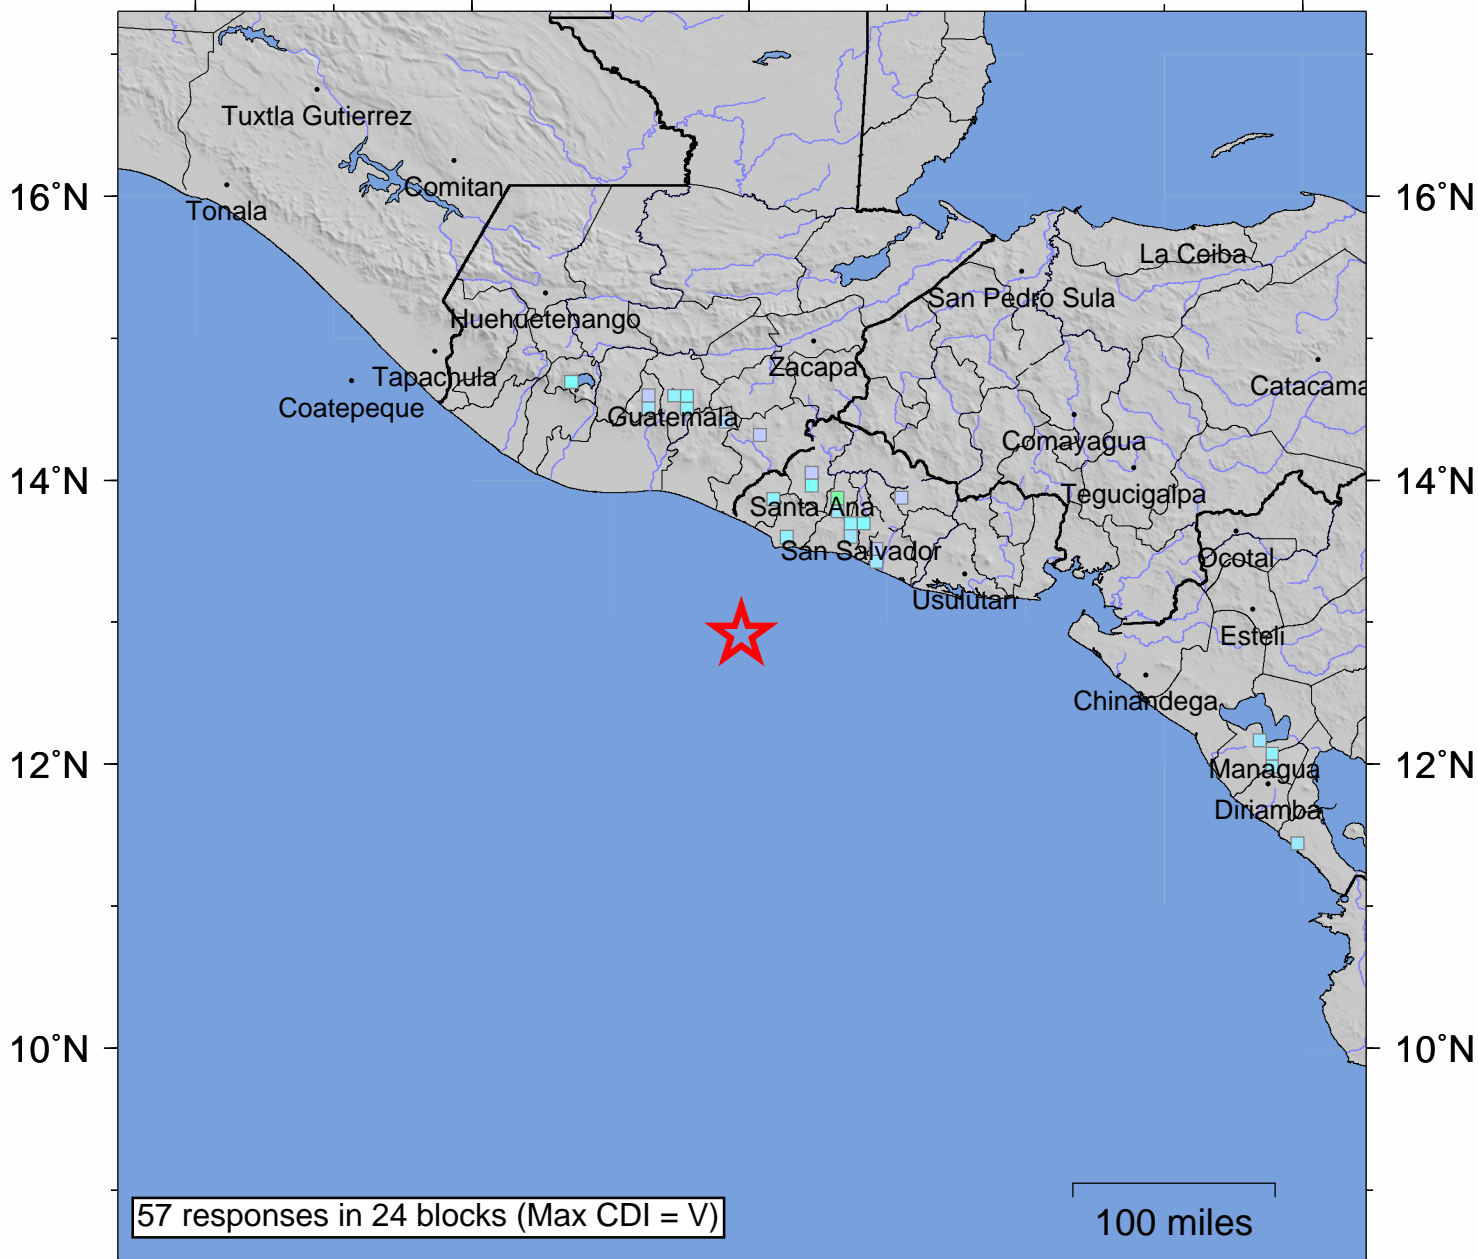 Tuxtla Gutierrez
Comitan
16˚N
16˚N
Tonala
La Ceiba
San Pedro Sula
Huehuetenango
Zacapa
Tapachula
Catacama
Coatepeque
Guatemala
Comayagua
14˚N
14˚N
Tegucigalpa
Santa Ana
San Salvador
Ocotal
Usulutan
Esteli
Chinandega
12˚N
12˚N
Managua
Diriamba
10˚N
10˚N
57 responses in 24 blocks (Max CDI = V)
100 miles